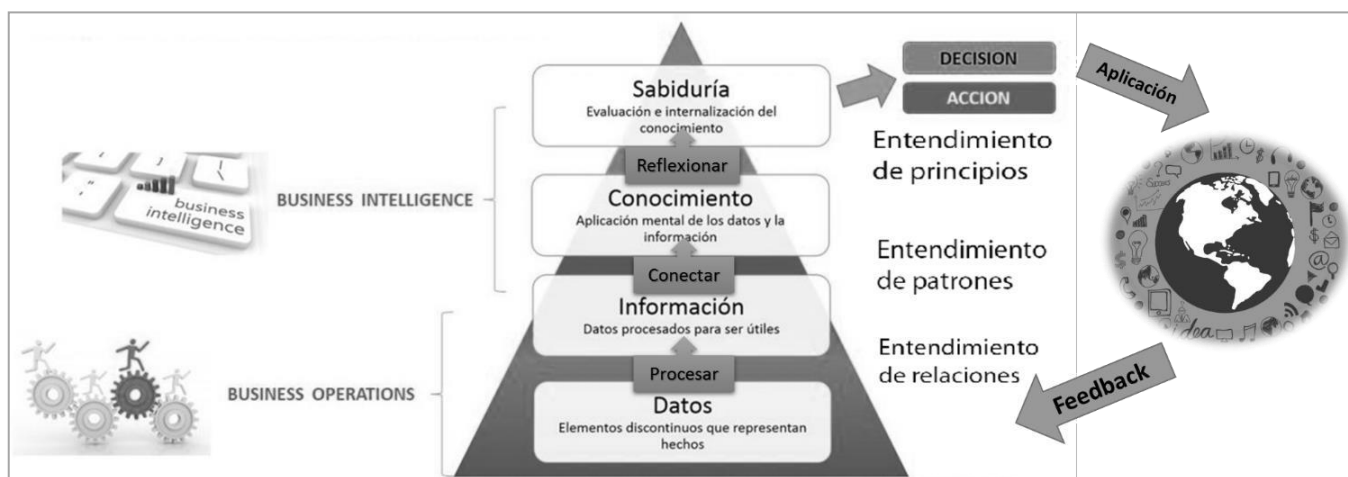 Sabiduría
Evaluación e internalización del
conocimiento
Reflexionar
Conocimiento
Aplicación mental de los datos y la
información
Conectar
Información
Datos procesados para ser útiles
Procesar
Datos
Elementos discontinuos que representan
hechos
BUSINESS INTELLIGENCE
business
intelligence
BUSINESS OPERATIONS
DECISION
ACCION
Entendimiento
de principios
Entendimiento
de patrones
Entendimiento
de relaciones
Aplicación
Feedback
Idea